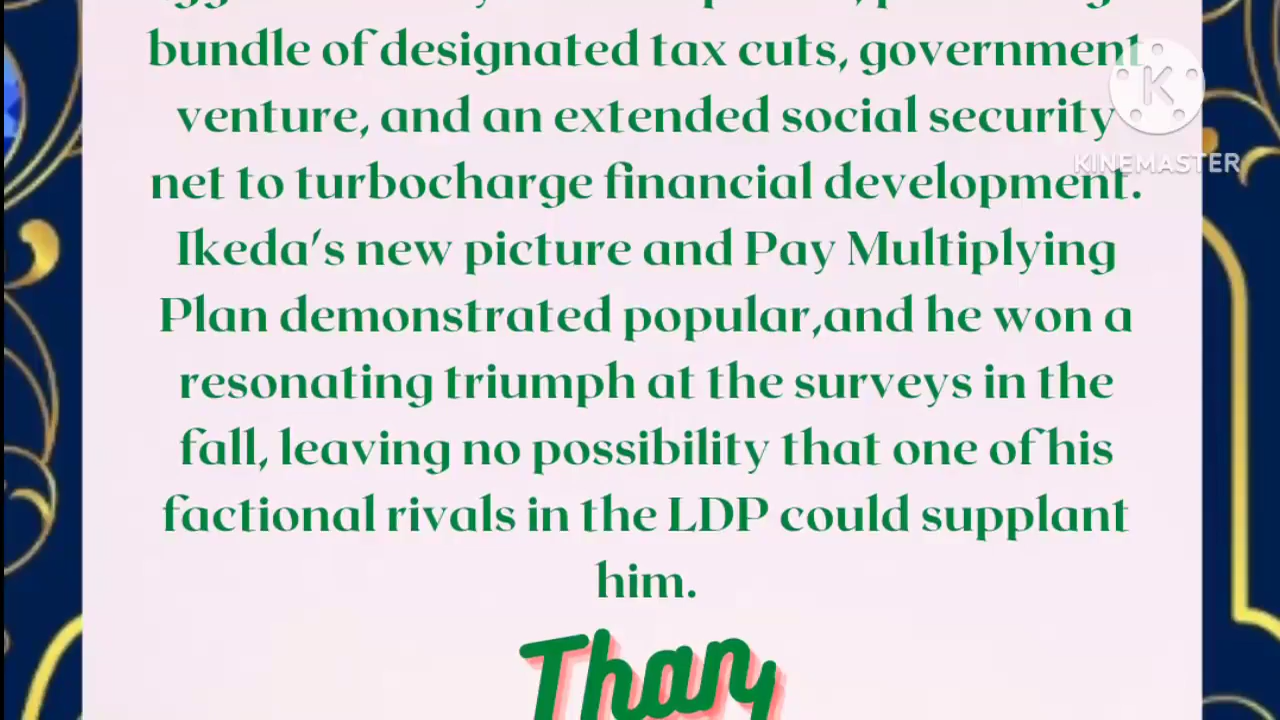 bundle of designated tax cuts, government
venture, and an extended social security
net to turbocharge financial development.
Ikeda's new picture and Pay Multiplying
Plan demonstrated popular,and he won a
resonating triumph at the surveys in the
fall, leaving no possibility that one of his
factional rivals in the LDP could supplant
him.
K
KINEMASTER